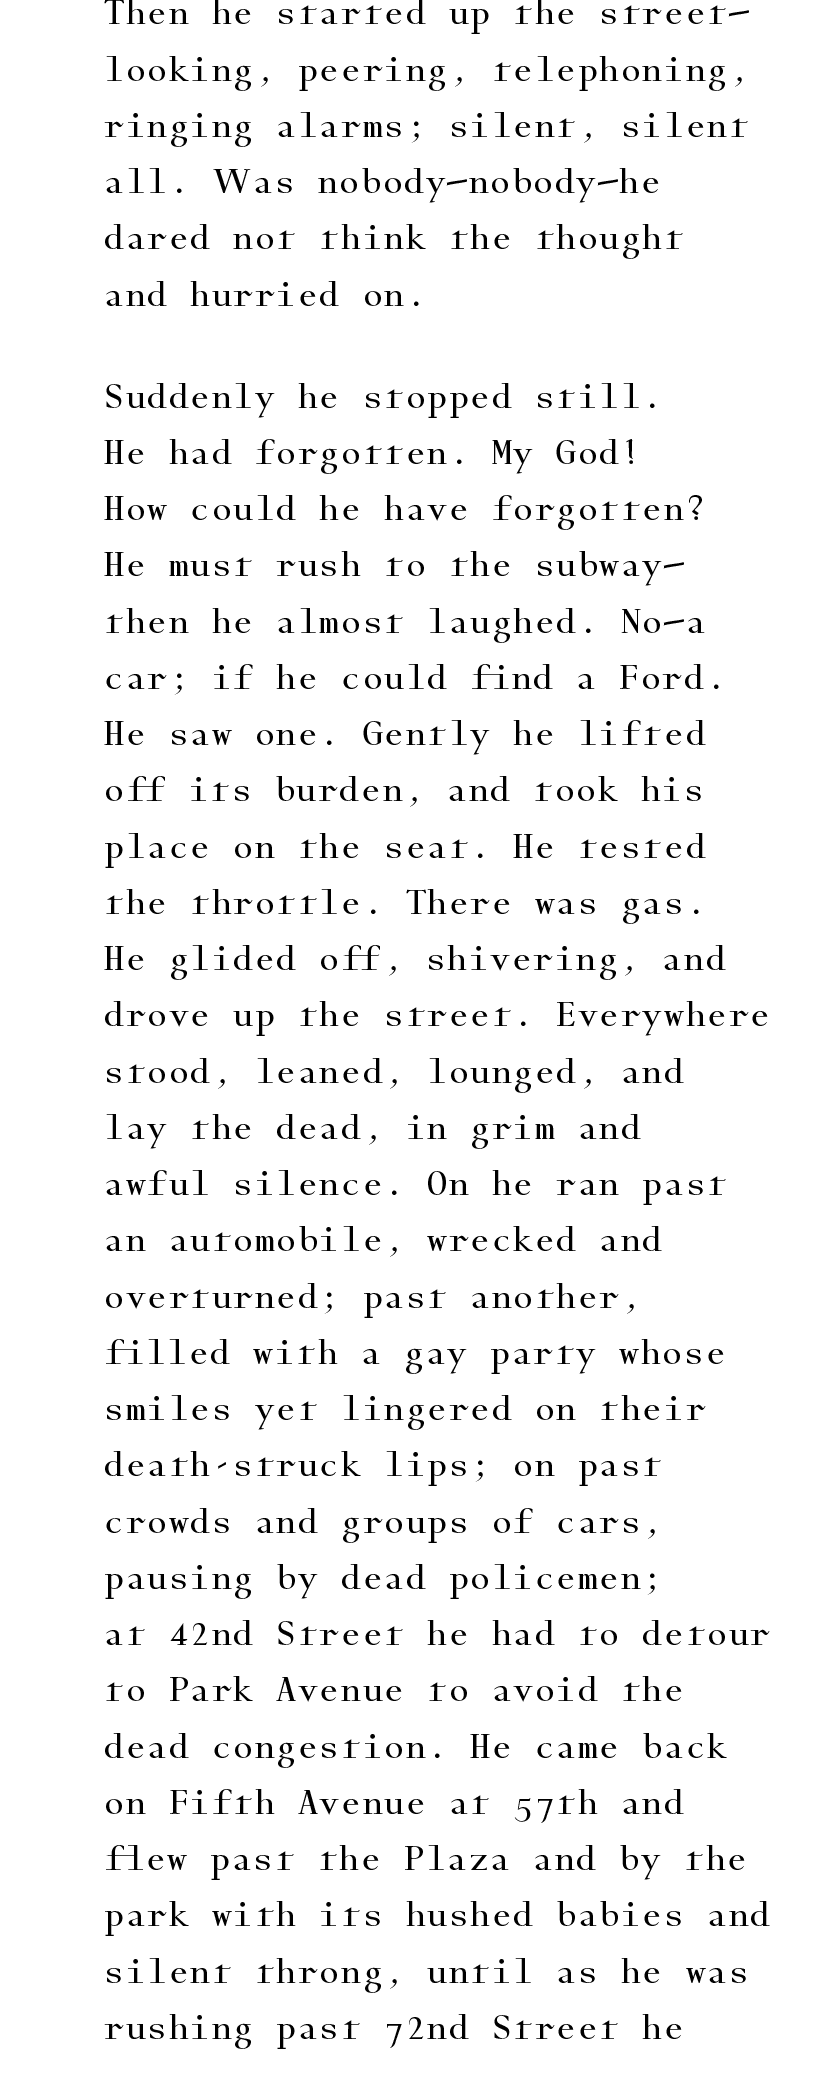 Then he started up the street—
looking, peering, telephoning,
ringing alarms; silent, silent
all. Was nobody—nobody—he
dared not think the thought
and hurried on.
Suddenly he stopped still.
He had forgotten. My God!
How could he have forgotten?
He must rush to the subway—
then he almost laughed. No—a
car; if he could find a Ford.
He saw one. Gently he lifted
off its burden, and took his
place on the seat. He tested
the throttle. There was gas.
He glided off, shivering, and
drove up the street. Everywhere
stood, leaned, lounged, and
lay the dead, in grim and
awful silence. On he ran past
an automobile, wrecked and
overturned; past another,
filled with a gay party whose
smiles yet lingered on their
death-struck lips; on past
crowds and groups of cars,
pausing by dead policemen;
at 42nd Street he had to detour
to Park Avenue to avoid the
dead congestion. He came back
on Fifth Avenue at 57th and
flew past the Plaza and by the
park with its hushed babies and
silent throng, until as he was
rushing past 72nd Street he